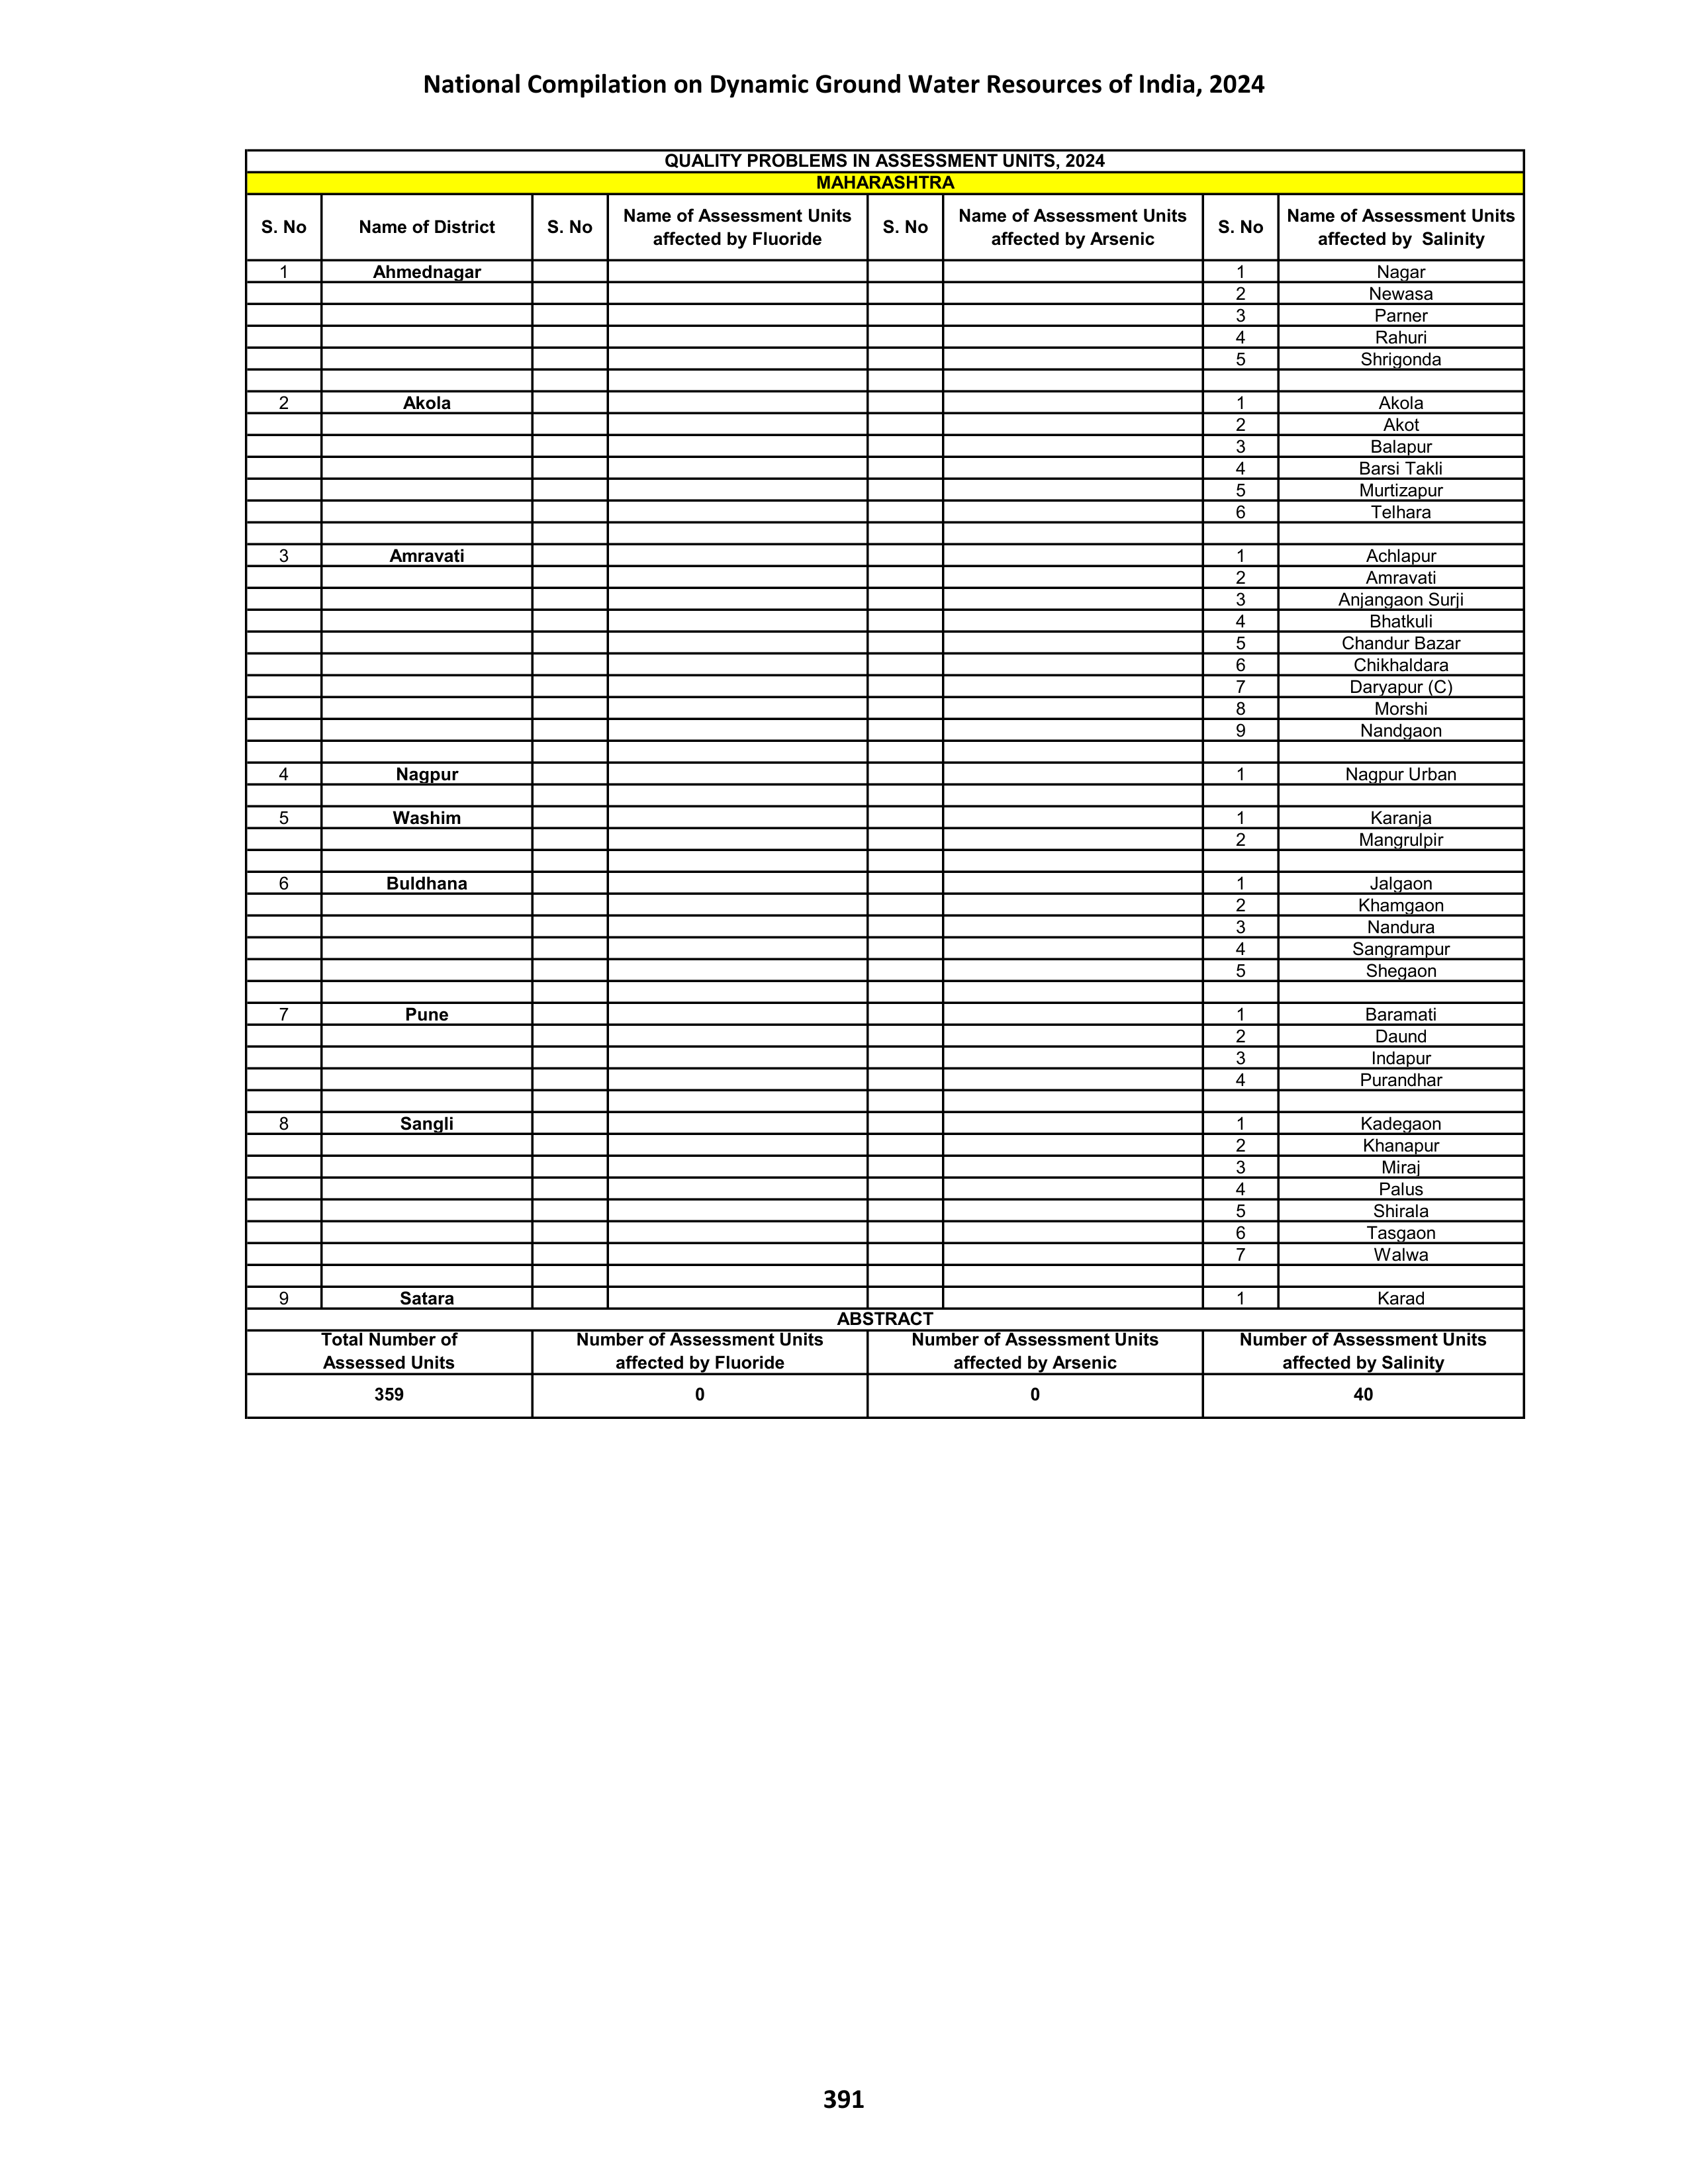 National Compilation on Dynamic Ground Water Resources of India, 2024
QUALITY PROBLEMS IN ASSESSMENT UNITS, 2024
MAHARASHTRA
S. No Name of District S. No Name of Assessment Units affected by Fluoride S. No Name of Assessment Units affected by Arsenic S. No Name of Assessment Units affected by Salinity
1 Ahmednagar 1 Nagar
2 Newasa
3 Parner
4 Rahuri
5 Shrigonda
2 Akola 1 Akola
2 Akot
3 Balapur
4 Barsi Takli
5 Murtizapur
6 Telhara
3 Amravati 1 Achlapur
2 Amravati
3 Anjangaon Surji
4 Bhatkuli
5 Chandur Bazar
6 Chikhaldara
7 Daryapur (C)
8 Morshi
9 Nandgaon
4 Nagpur 1 Nagpur Urban
5 Washim 1 Karanja
2 Mangrulpir
6 Buldhana 1 Jalgaon
2 Khamgaon
3 Nandura
4 Sangrampur
5 Shegaon
7 Pune 1 Baramati
2 Daund
3 Indapur
4 Purandhar
8 Sangli 1 Kadegaon
2 Khanapur
3 Miraj
4 Palus
5 Shirala
6 Tasgaon
7 Walwa
9 Satara 1 Karad
ABSTRACT
Total Number of Assessed Units Number of Assessment Units affected by Fluoride Number of Assessment Units affected by Arsenic Number of Assessment Units affected by Salinity
359 0 0 40
391